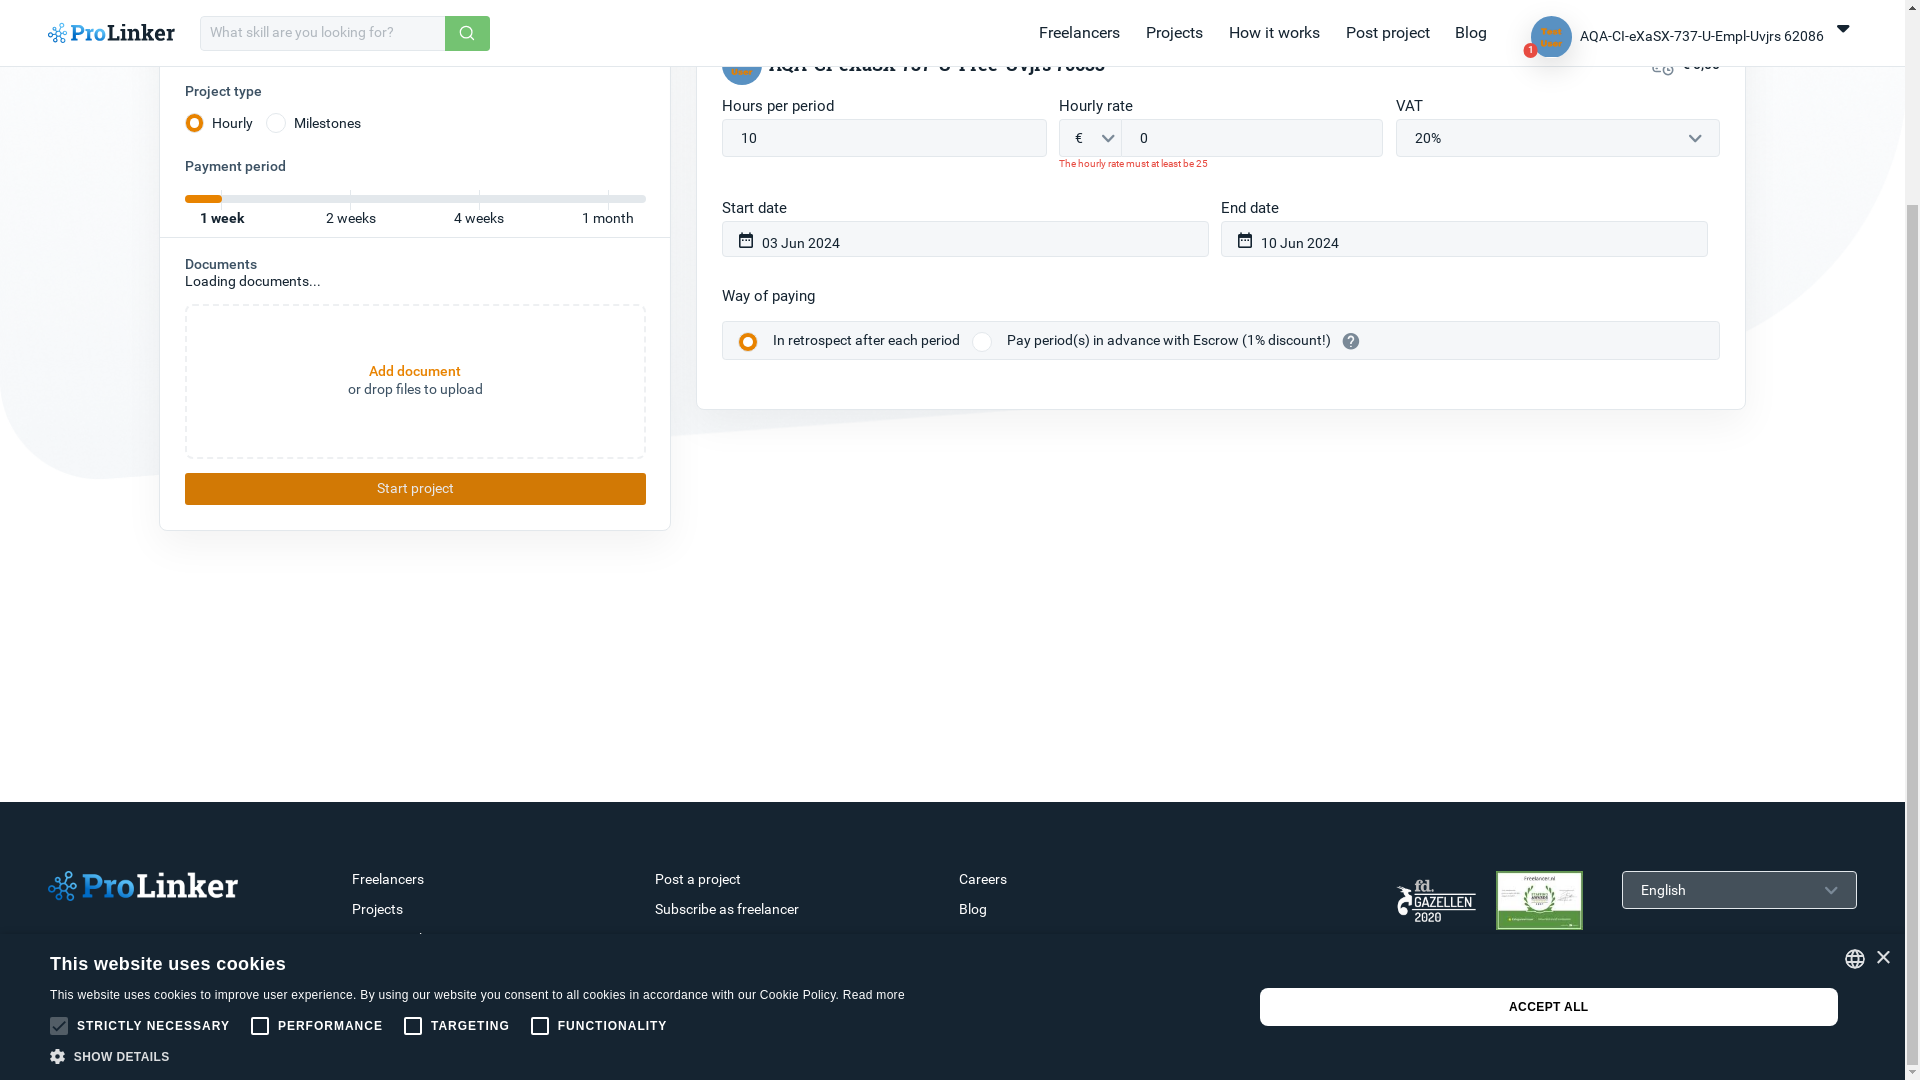 ProLinker
What skill are you looking for?
Freelancers
Projects
How it works
Post project
Blog
Test User
1
AQA-CI-eXaSX-737-U-Empl-Uvjrs 62086
Project type
Hourly
Milestones
Payment period
1 week
2 weeks
4 weeks
1 month
Documents
Loading documents...
Add document
or drop files to upload
Start project
User
Hours per period
10
Hourly rate
€
0
The hourly rate must at least be 25
VAT
20%
Start date
03 Jun 2024
End date
10 Jun 2024
Way of paying
In retrospect after each period
Pay period(s) in advance with Escrow (1% discount!)
?
ProLinker
Freelancers
Projects
Post a project
Subscribe as freelancer
Careers
Blog
fd.
GAZELLEN
2020
English
This website uses cookies
This website uses cookies to improve user experience. By using our website you consent to all cookies in accordance with our Cookie Policy. Read more
STRICTLY NECESSARY
PERFORMANCE
TARGETING
FUNCTIONALITY
SHOW DETAILS
ACCEPT ALL